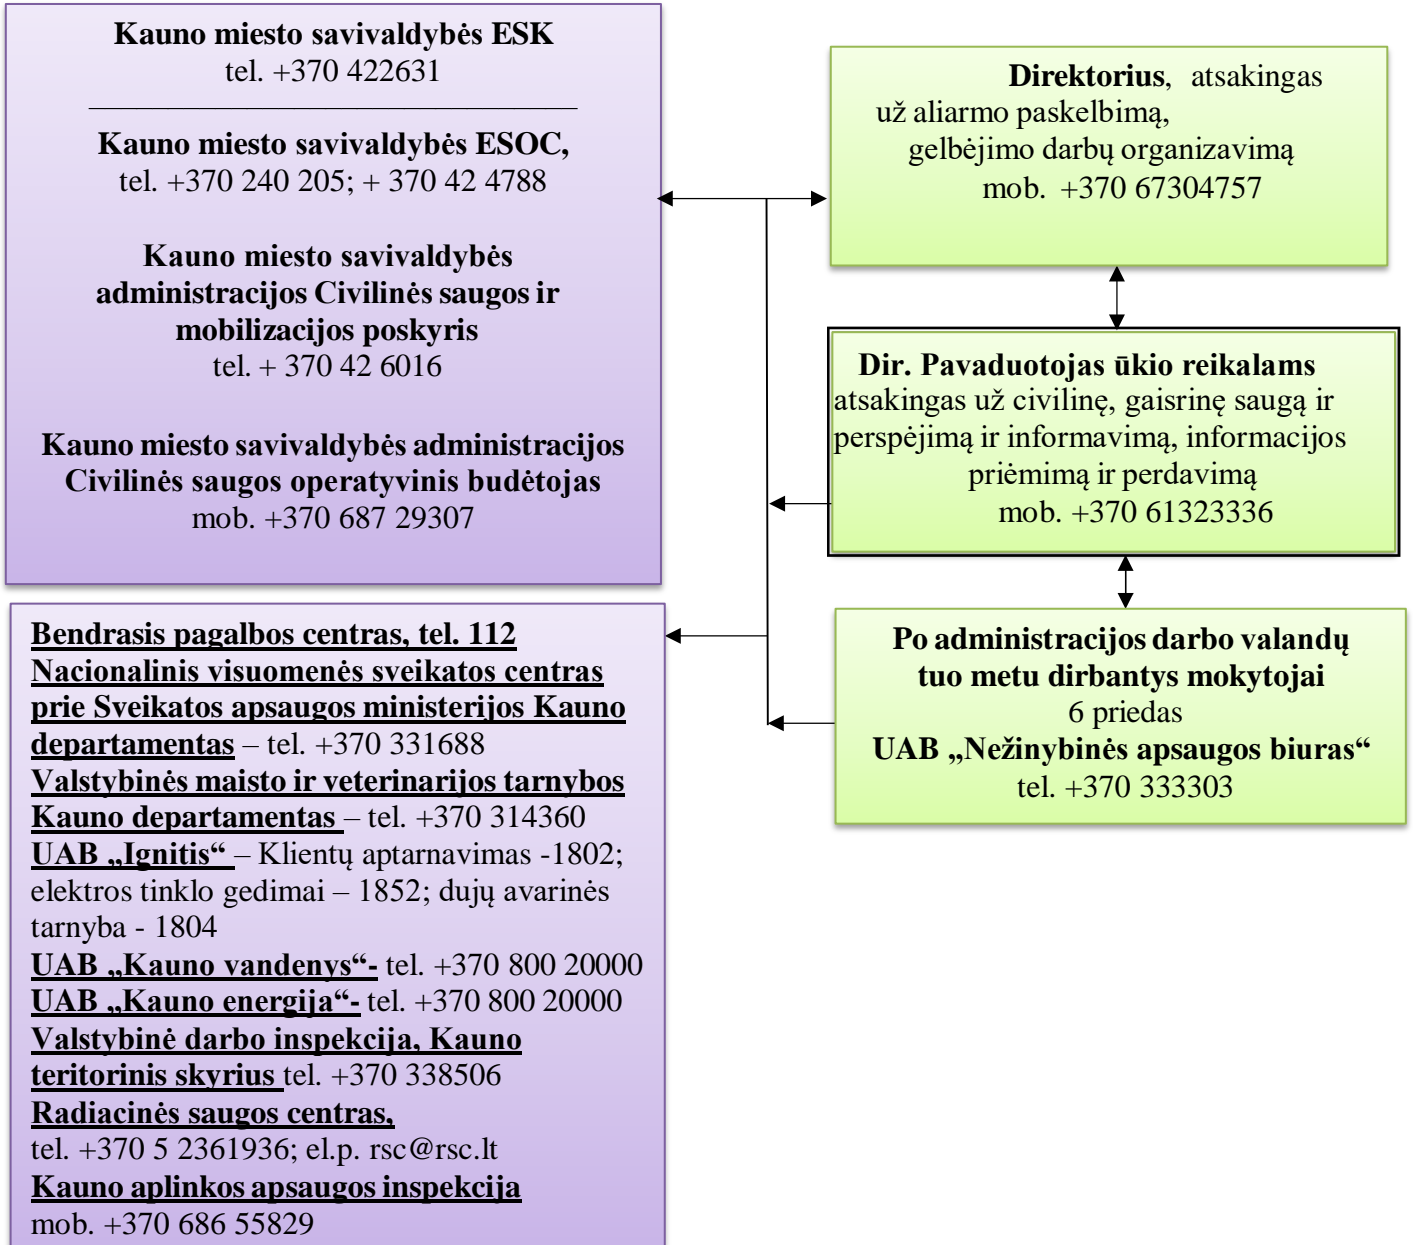 Kauno miesto savivaldybės ESK
tel. +370 422631
Kauno miesto savivaldybės ESOC,
tel. +370 240 205; + 370 42 4788
Kauno miesto savivaldybės
administracijos Civilinės saugos ir
mobilizacijos poskyris
tel. + 370 42 6016
Kauno miesto savivaldybės administracijos
Civilinės saugos operatyvinis budėtojas
mob. +370 687 29307
Direktorius, atsakingas
už aliarmo paskelbimą,
gelbėjimo darbų organizavimą
mob. +370 67304757
Dir. Pavaduotojas ūkio reikalams
atsakingas už civilinę, gaisrinę saugą ir
perspėjimą ir informavimą, informacijos
priėmimą ir perdavimą
mob. +370 61323336
Po administracijos darbo valandų
tuo metu dirbantys mokytojai
6 priedas
UAB „Nežinybinės apsaugos biuras“
tel. +370 333303
Bendrasis pagalbos centras, tel. 112
Nacionalinis visuomenės sveikatos centras
prie Sveikatos apsaugos ministerijos Kauno
departamentas – tel. +370 331688
Valstybinės maisto ir veterinarijos tarnybos
Kauno departamentas – tel. +370 314360
UAB „Ignitis“ – Klientų aptarnavimas -1802;
elektros tinklo gedimai – 1852; dujų avarinės
tarnyba - 1804
UAB „Kauno vandenys“- tel. +370 800 20000
UAB „Kauno energija“- tel. +370 800 20000
Valstybinė darbo inspekcija, Kauno
teritorinis skyrius tel. +370 338506
Radiacinės saugos centras,
tel. +370 5 2361936; el.p. rsc@rsc.lt
Kauno aplinkos apsaugos inspekcija
mob. +370 686 55829